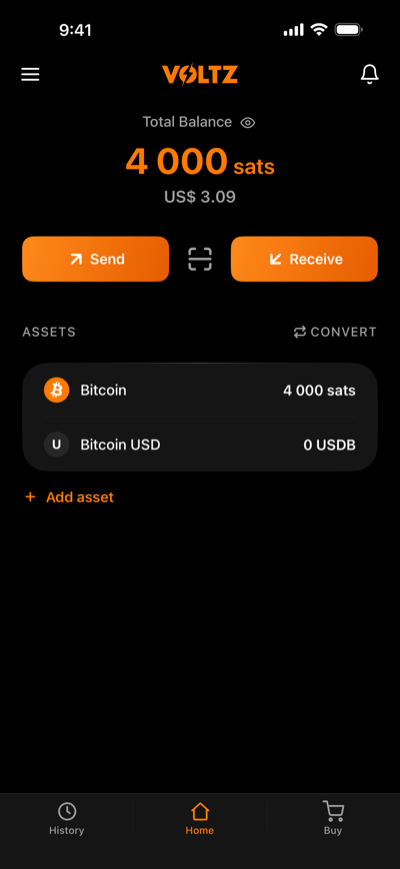 9:41
VOLTZ
Total Balance
4 000 sats
US$ 3.09
Send
Receive
ASSETS
CONVERT
Bitcoin
4 000 sats
U
Bitcoin USD
0 USDB
+ Add asset
History
Home
Buy